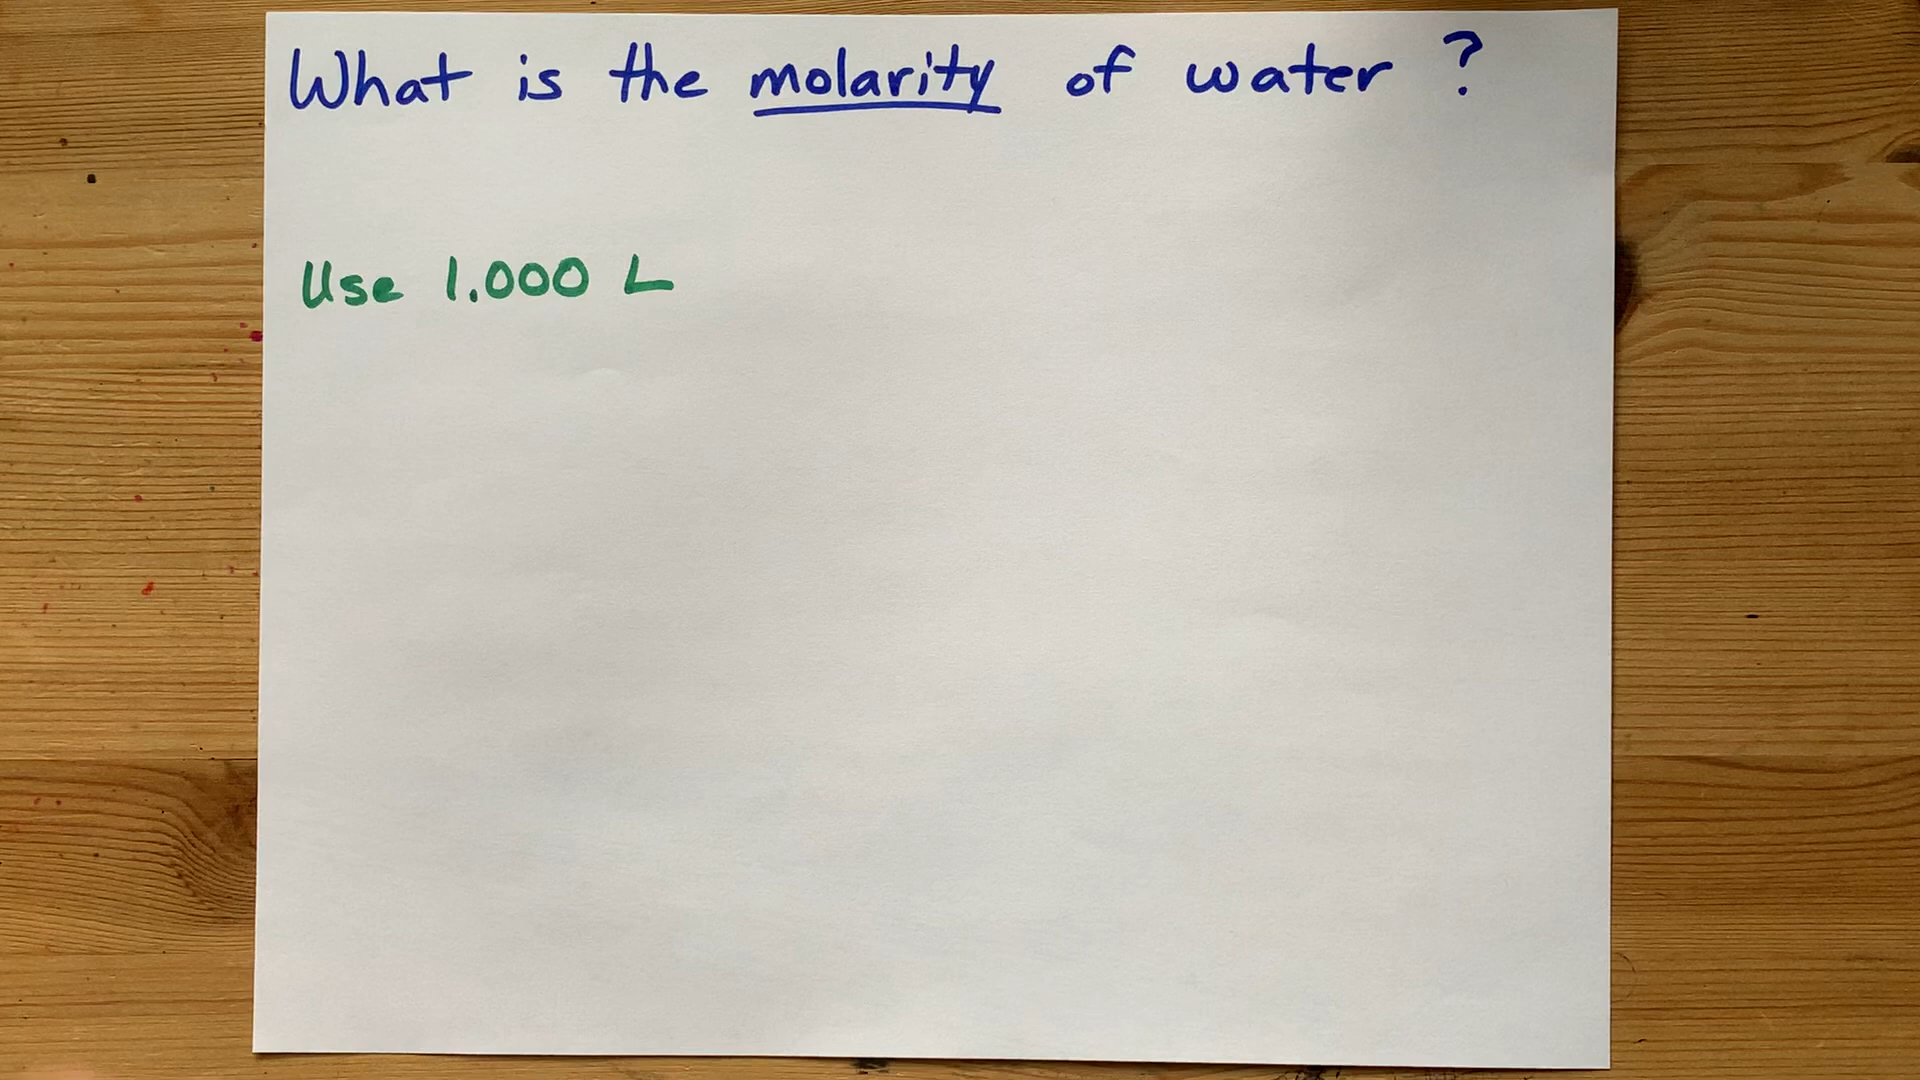 What is the molarity of water ?
Use 1.000 L